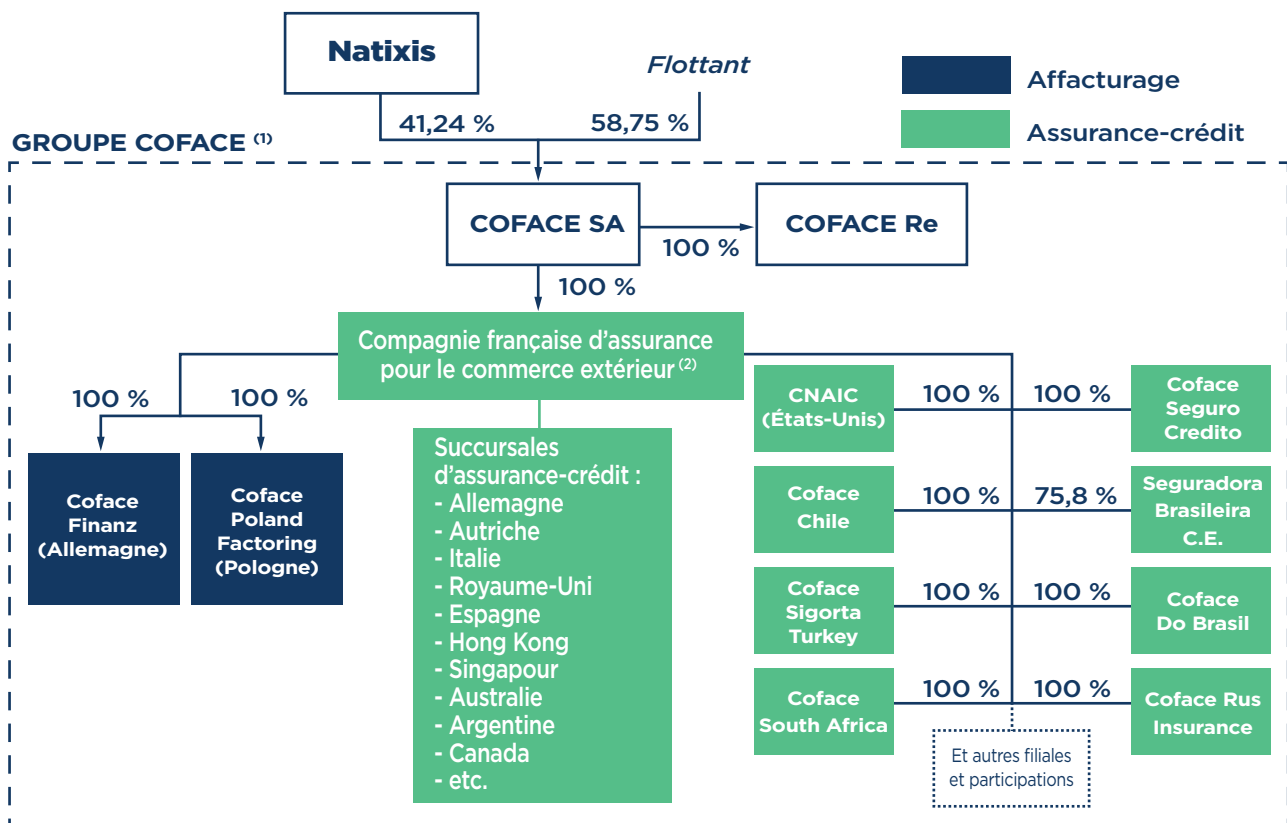 Natixis
Flottant
41,24 %
58,75 %
Affacturage
Assurance-crédit
GROUPE COFACE (1)
COFACE SA
100 %
COFACE Re
100 %
Compagnie française d'assurance
pour le commerce extérieur (2)
100 %
100 %
Coface
Finanz
(Allemagne)
Coface
Poland
Factoring
(Pologne)
Succursales
d'assurance-crédit :
- Allemagne
- Autriche
- Italie
- Royaume-Uni
- Espagne
- Hong Kong
- Singapour
- Australie
- Argentine
- Canada
- etc.
CNAIC
(États-Unis)
100 %
100 %
Coface
Seguro
Credito
Coface
Chile
100 %
75,8 %
Seguradora
Brasileira
C.E.
Coface
Sigorta
Turkey
100 %
100 %
Coface
Do Brasil
Coface
South Africa
100 %
100 %
Coface Rus
Insurance
Et autres filiales
et participations